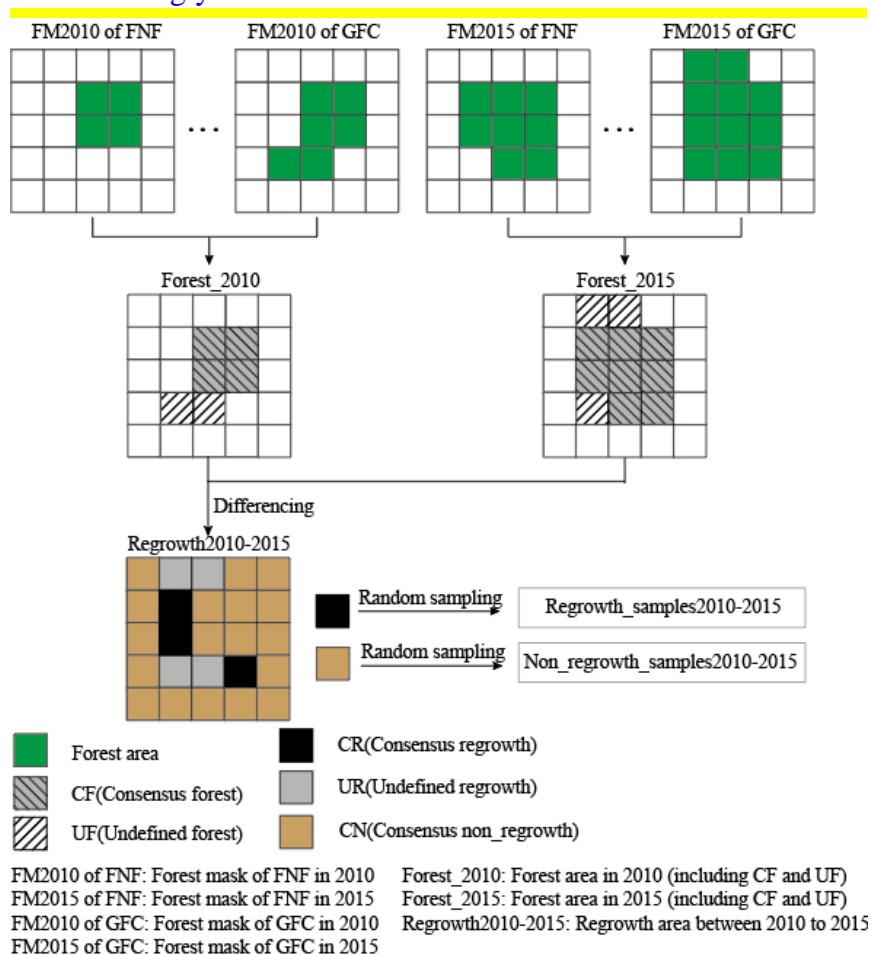 FM2010 of FNF
FM2010 of GFC
FM2015 of FNF
FM2015 of GFC
...
...
Forest_2010
Forest_2015
Differencing
Regrowth2010-2015
Random sampling
Regrowth_samples2010-2015
Random sampling
Non_regrowth_samples2010-2015
Forest area
CR(Consensus regrowth)
CF(Consensus forest)
UR(Undefined regrowth)
UF(Undefined forest)
CN(Consensus non_regrowth)
FM2010 of FNF: Forest mask of FNF in 2010
Forest_2010: Forest area in 2010 (including CF and UF)
FM2015 of FNF: Forest mask of FNF in 2015
Forest_2015: Forest area in 2015 (including CF and UF)
FM2010 of GFC: Forest mask of GFC in 2010
Regrowth2010-2015: Regrowth area between 2010 to 2015
FM2015 of GFC: Forest mask of GFC in 2015